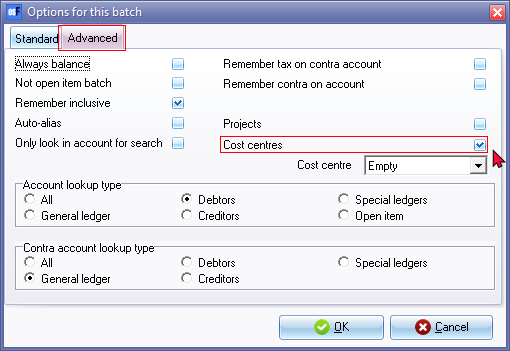 Options for this batch
Standard Advanced
Always balance
Remember tax on contra account
Not open item batch
Remember contra on account
Remember inclusive
Auto-alias
Projects
Only look in account for search
Cost centres
Cost centre Empty
Account lookup type
All Debtors Special ledgers
General ledger Creditors Open item
Contra account lookup type
All Debtors Special ledgers
General ledger Creditors
OK Cancel